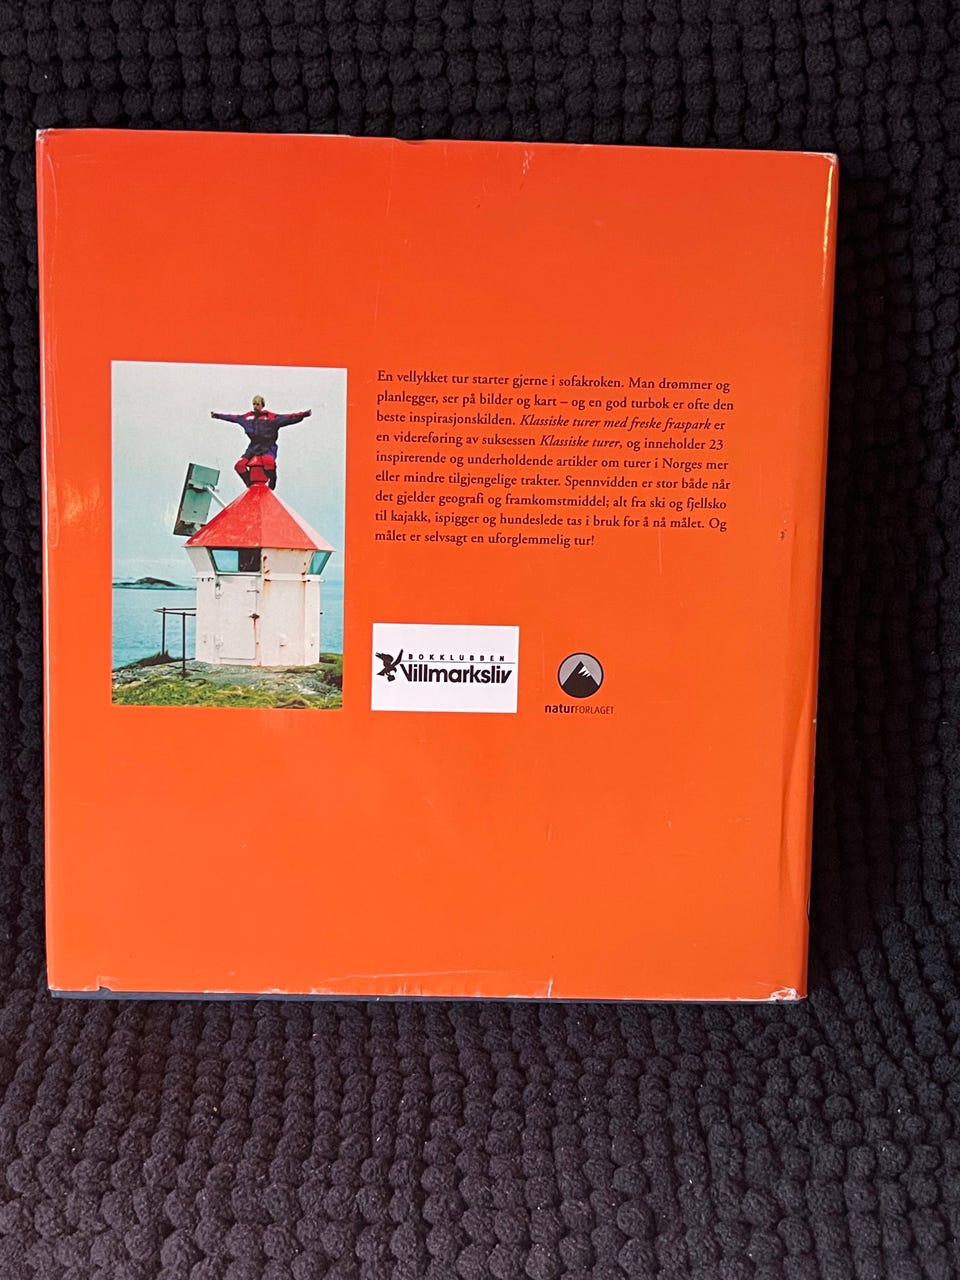 En vellykket tur starter gjerne i sofakroken. Man drømmer og
planlegger, ser på bilder og kart – og en god turbok er ofte den
beste inspirasjonskilden. Klassiske turer med freske fraspark er
en videreføring av suksessen Klassiske turer, og inneholder 23
inspirerende og underholdende artikler om turer i Norges mer
eller mindre tilgjengelige trakter. Spennvidden er stor både når
det gjelder geografi og framkomstmiddel; alt fra ski og fjellsko
til kajakk, ispigger og hundeslede tas i bruk for å nå målet. Og
målet er selvsagt en uforglemmelig tur!
BOKKLUBBEN
Villmarksliv
naturFORLAGET